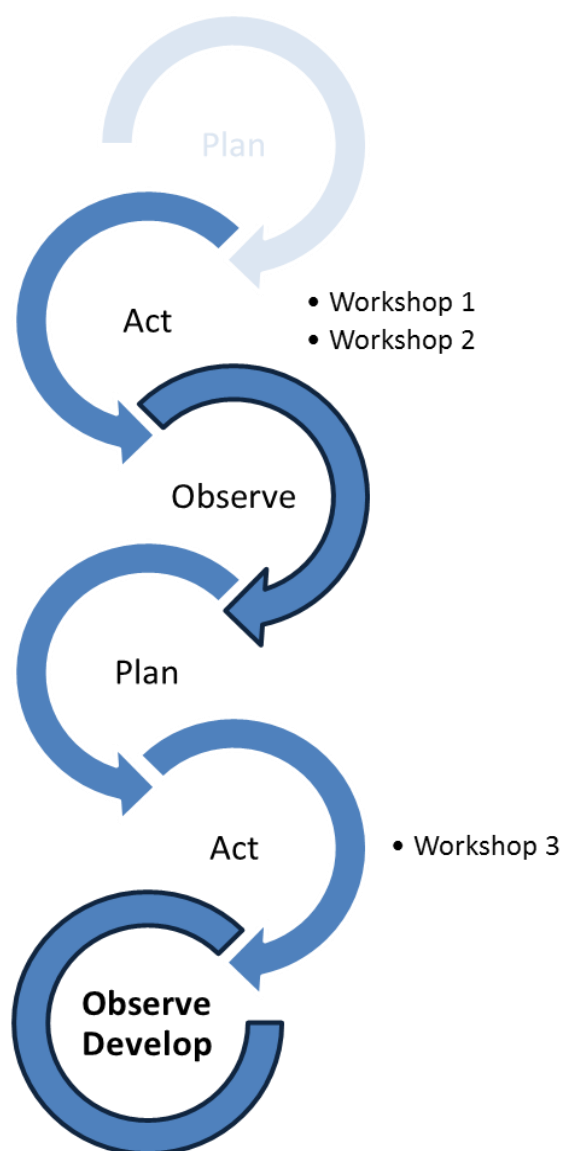 Plan
Act
• Workshop 1
• Workshop 2
Observe
Plan
Act
• Workshop 3
Observe
Develop